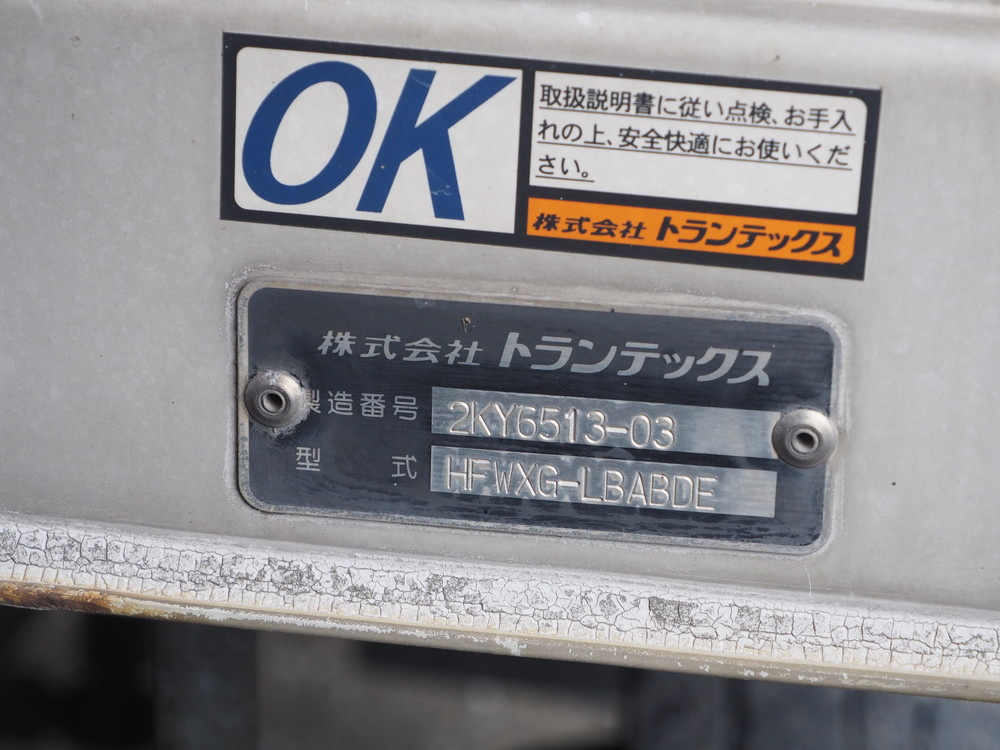 OK
取扱説明書に従い点検、お手入
れの上、安全快適にお使いくだ
さい。
株式会社 トランテックス
株式会社 トランテックス
製造番号 2KY6513-03
型式 HFWXG-LBABDE